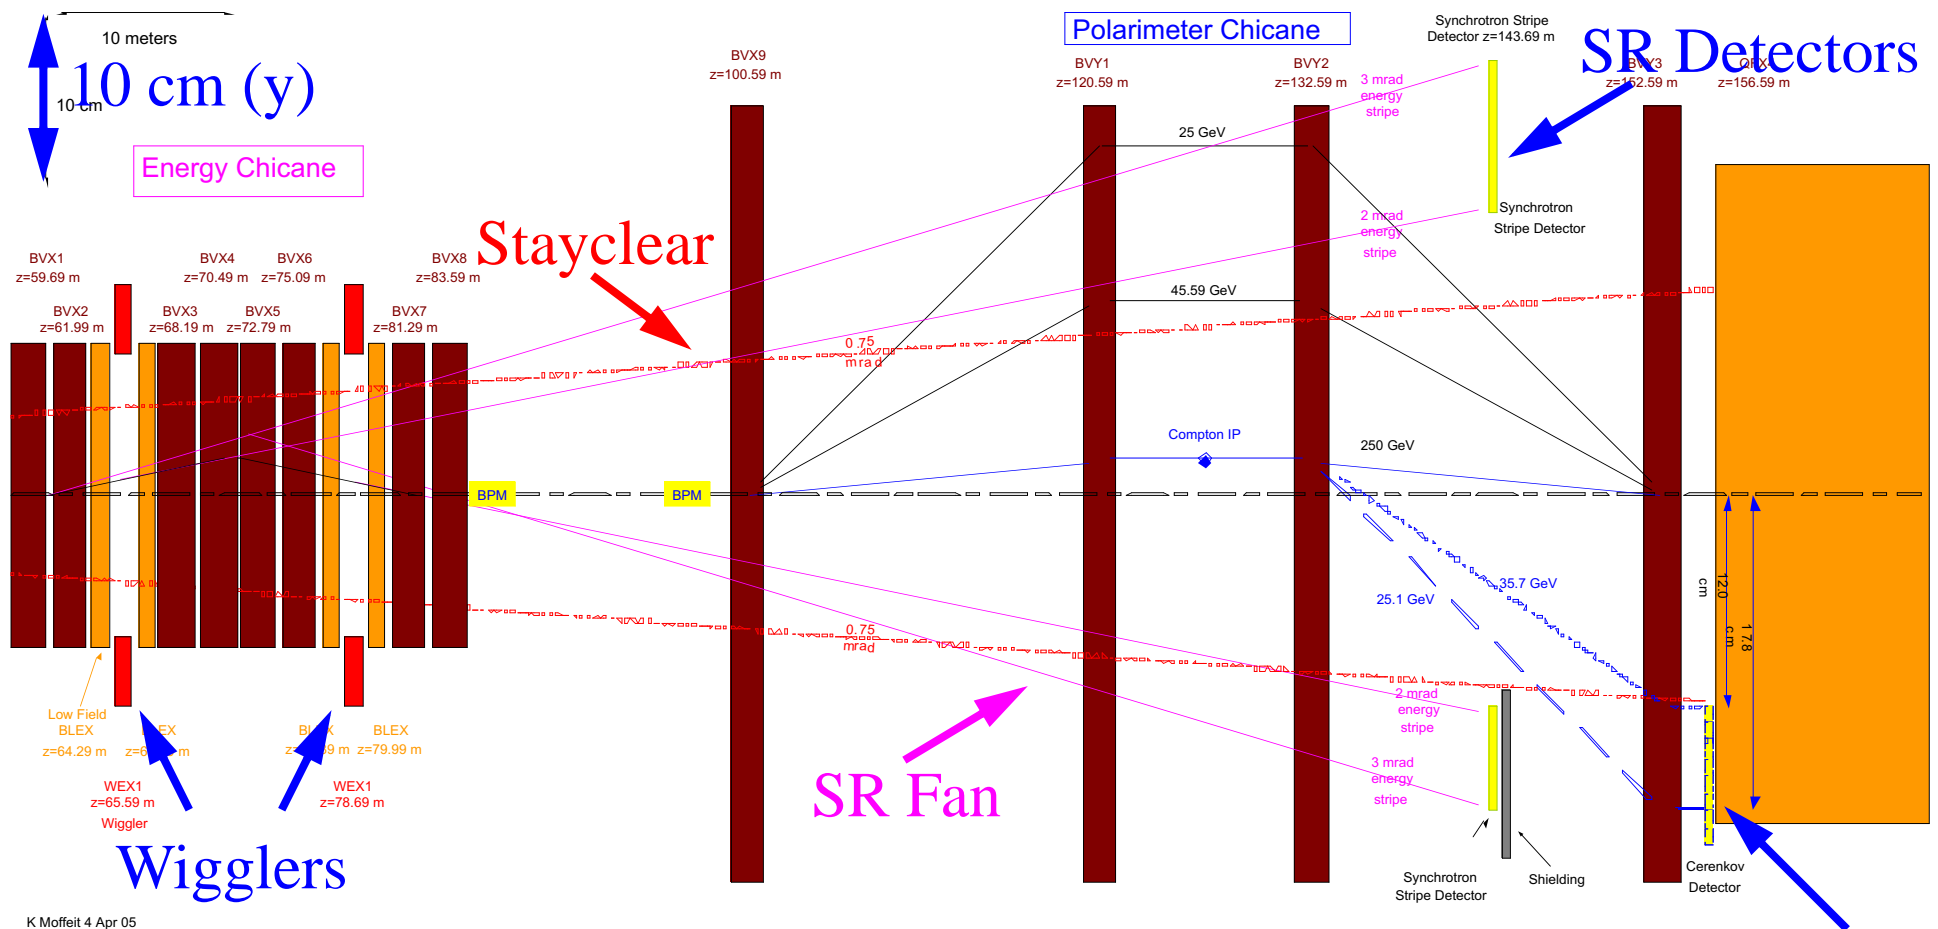 10 meters
10 cm (y)
10 cm
Energy Chicane
Polarimeter Chicane
Synchrotron Stripe
Detector z=143.69 m
SR Detectors
BVX9
z=100.59 m
BVY1
z=120.59 m
BVY2
z=132.59 m
BVY3
z=152.59 m
z=156.59 m
3 mrad
energy
stripe
25 GeV
2 mrad
energy
stripe
Synchrotron
Stripe Detector
Stayclear
BVX1
z=59.69 m
BVX4
z=70.49 m
BVX6
z=75.09 m
BVX8
z=83.59 m
BVX2
z=61.99 m
BVX3
z=68.19 m
BVX5
z=72.79 m
BVX7
z=81.29 m
45.59 GeV
0.75
mrad
Compton IP
250 GeV
BPM
BPM
35.7 GeV
25.1 GeV
12.0
cm
17.8
cm
0.75
mrad
2 mrad
energy
stripe
3 mrad
energy
stripe
SR Fan
Low Field
BLEX
z=64.29 m
BLEX
z=79.99 m
WEX1
z=65.59 m
Wiggler
WEX1
z=78.69 m
Wigglers
Synchrotron
Stripe Detector
Shielding
Cerenkov
Detector
K Moffeit 4 Apr 05